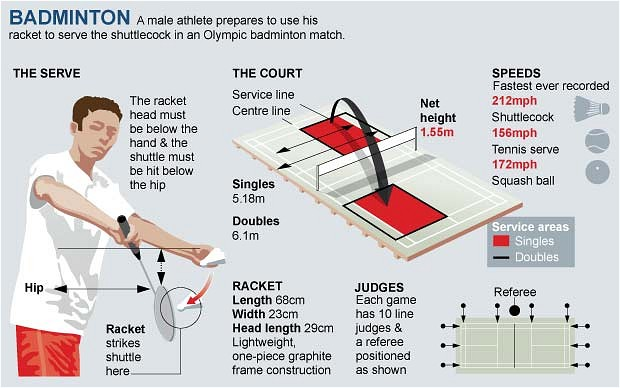 BADMINTON A male athlete prepares to use his
racket to serve the shuttlecock in an Olympic badminton match.
THE SERVE
The racket
head must
be below the
hand & the
shuttle must
be hit below
the hip
Hip
Racket
strikes
shuttle
here
THE COURT
Service line
Centre line
Net
height
1.55m
Singles
5.18m
Doubles
6.1m
SPEEDS
Fastest ever recorded
212mph
Shuttlecock
156mph
Tennis serve
172mph
Squash ball
Service areas
Singles
Doubles
RACKET
Length 68cm
Width 23cm
Head length 29cm
Lightweight,
one-piece graphite
frame construction
JUDGES
Each game
has 10 line
judges &
a referee
positioned
as shown
Referee